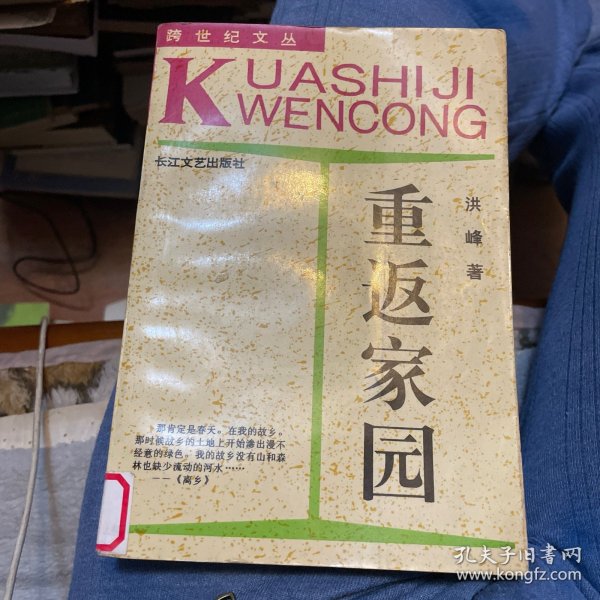 跨世纪文丛
KUASHIJI
WENCONG
长江文艺出版社
重返家园
洪峰著
那肯定是春天。在我的故乡。
那时候故乡的土地上开始渗出漫不
经意的绿色。我的故乡没有山和森
林也缺少流动的河水……
——《离乡》
孔夫子旧书网
www.kongfz.com